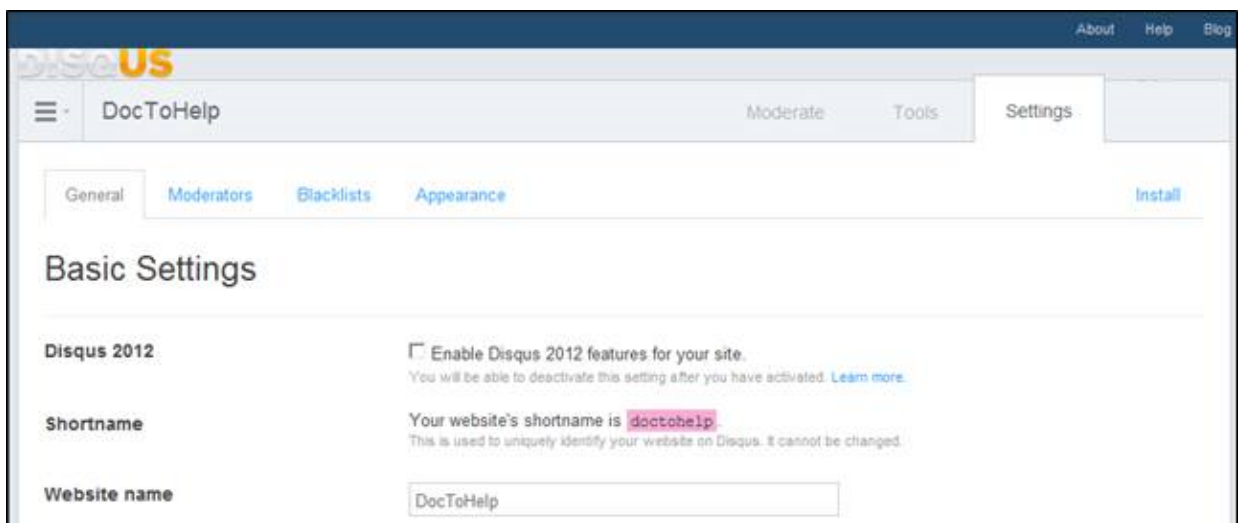 About Help Blog
DISQUS
DocToHelp Moderate Tools Settings
General Moderators Blacklists Appearance Install
Basic Settings
Disqus 2012
Enable Disqus 2012 features for your site.
You will be able to deactivate this setting after you have activated. Learn more.
Shortname
Your website's shortname is doctohelp.
This is used to uniquely identify your website on Disqus. It cannot be changed.
Website name
DocToHelp